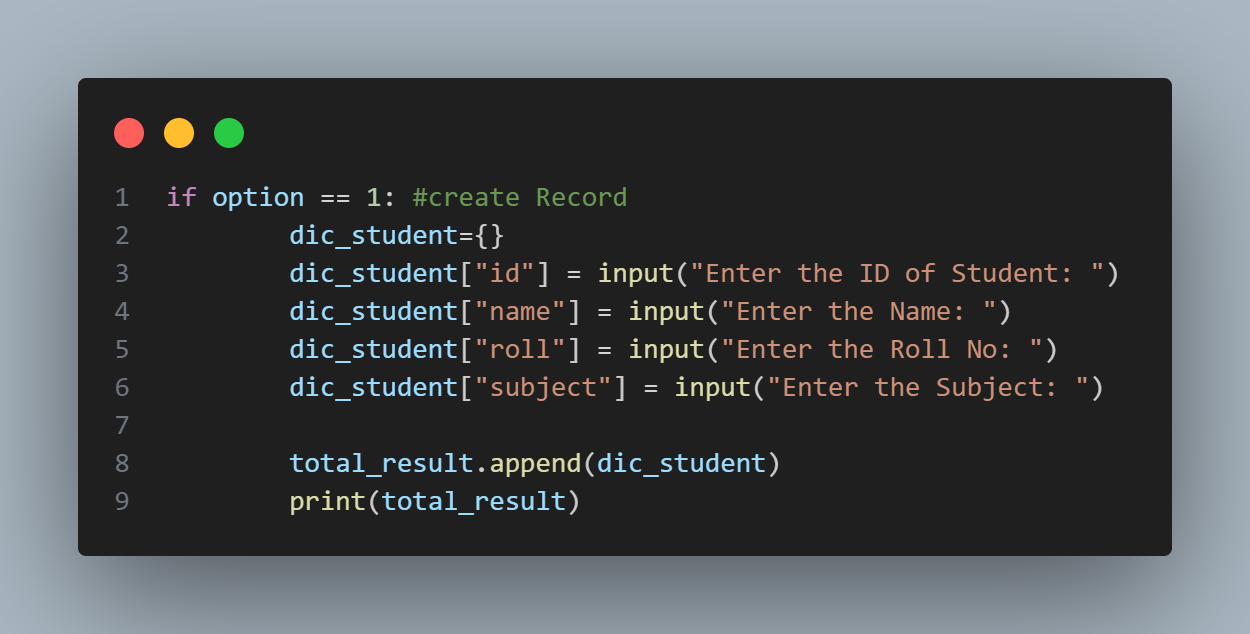 1 if option == 1: #create Record
2         dic_student={}
3         dic_student["id"] = input("Enter the ID of Student: ")
4         dic_student["name"] = input("Enter the Name: ")
5         dic_student["roll"] = input("Enter the Roll No: ")
6         dic_student["subject"] = input("Enter the Subject: ")
7
8         total_result.append(dic_student)
9         print(total_result)